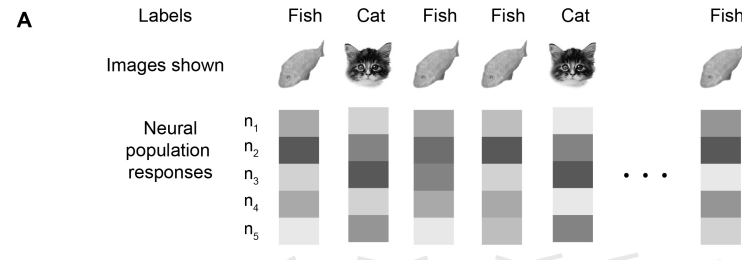 A
Labels Fish Cat Fish Fish Cat Fish
Images shown
Neural
population
responses
n1
n2
n3
n4
n5
. . .